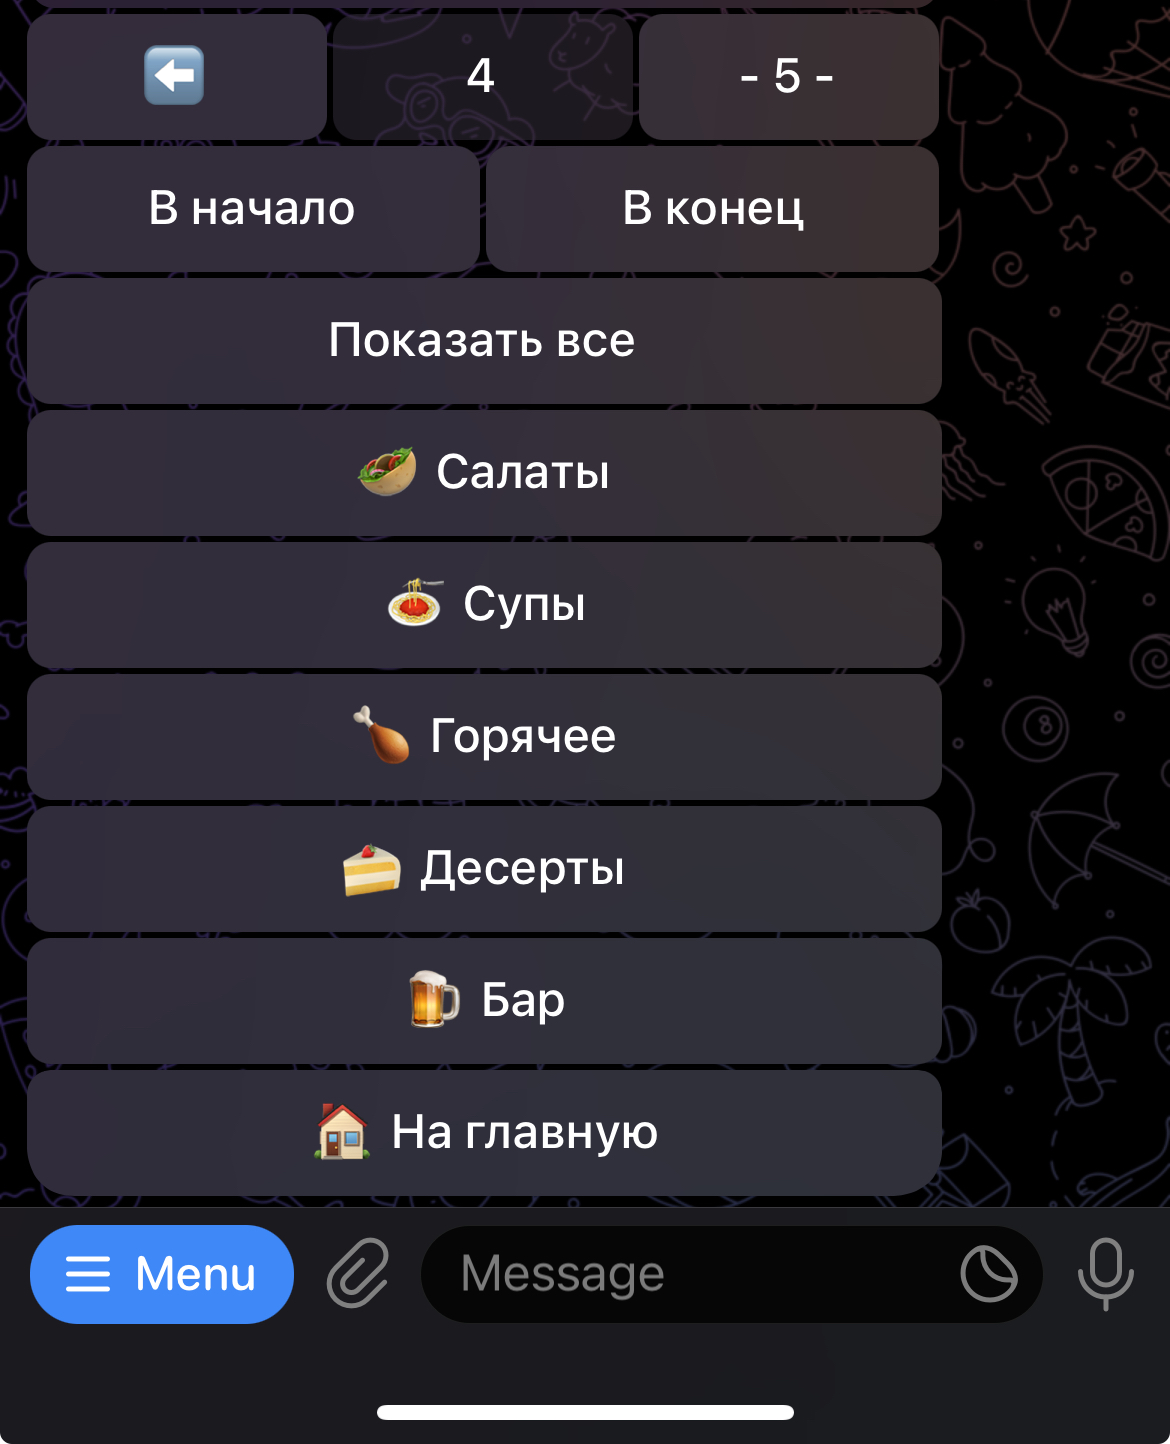 4 - 5 -
В начало В конец
Показать все
Салаты
Супы
Горячее
Десерты
Бар
На главную
Menu Message